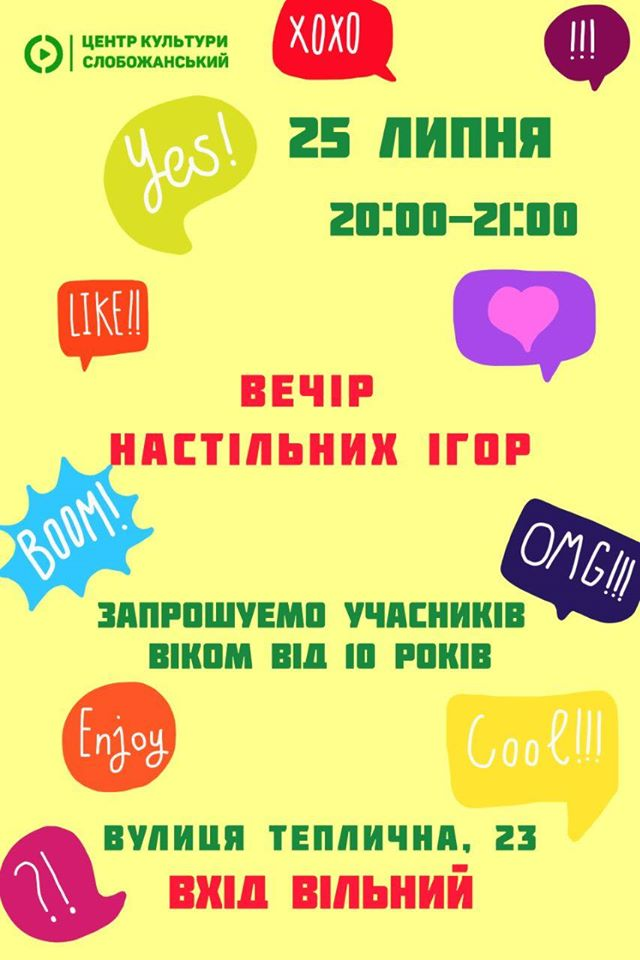 ЦЕНТР КУЛЬТУРИ
СЛОБОЖАНСЬКИЙ
XOXO
!!!
Yes!
25 ЛИПНЯ
20:00–21:00
LIKE!!
ВЕЧІР
НАСТІЛЬНИХ ІГОР
BOOM!
OMG!!!
ЗАПРОШУЕМО УЧАСНИКІВ
ВІКОМ ВІД 10 РОКІВ
Enjoy
Cool!!!
ВУЛИЦЯ ТЕПЛИЧНА, 23
?!
ВХІД ВІЛЬНИЙ